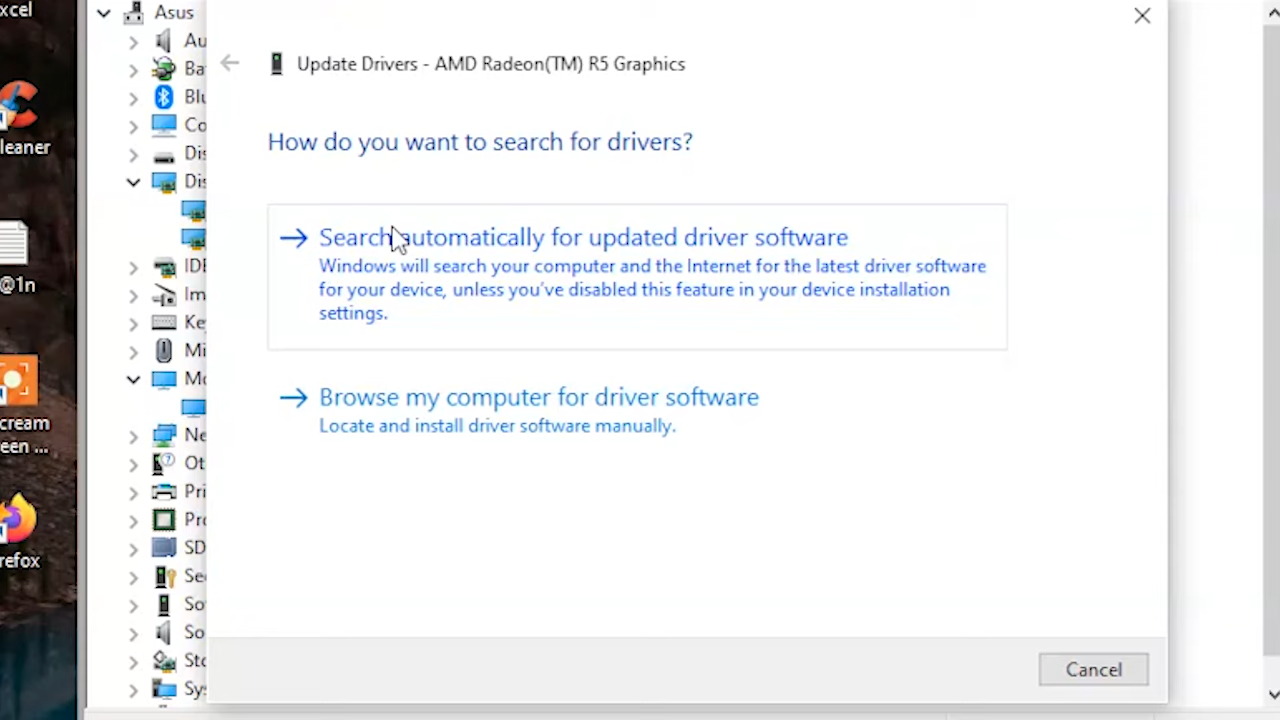 xcel
leaner
@1n
cream
een ...
refox
Asus
Au
Bat
Blu
Co
Dis
Dis
IDE
Im
Key
Mi
Mo
Ne
Ot
Pri
Pro
SD
Sec
So
So
Sto
Sys
Update Drivers - AMD Radeon(TM) R5 Graphics
How do you want to search for drivers?
Search automatically for updated driver software
Windows will search your computer and the Internet for the latest driver software
for your device, unless you've disabled this feature in your device installation
settings.
Browse my computer for driver software
Locate and install driver software manually.
Cancel